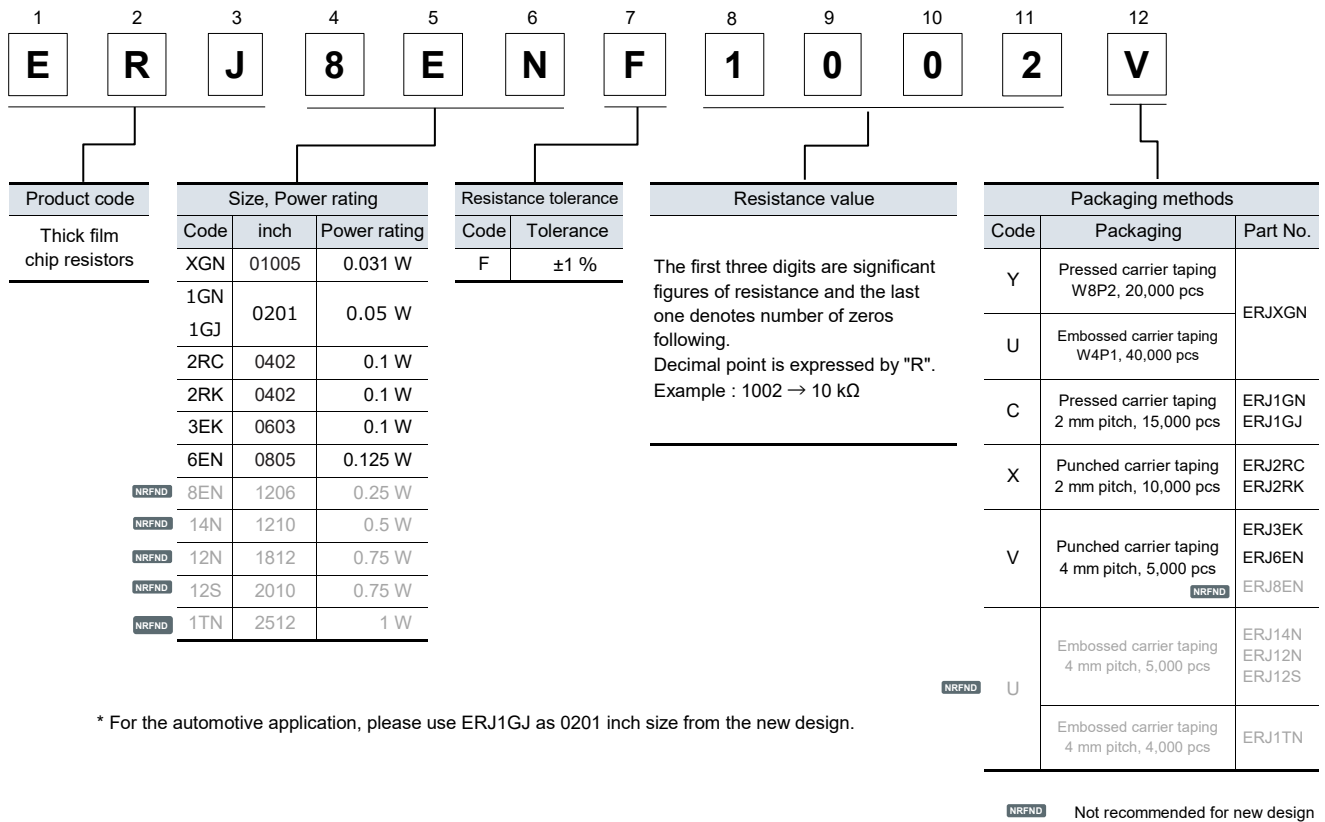 1 2 3 4 5 6 7 8 9 10 11 12
E R J 8 E N F 1 0 0 2 V
Product code
Thick film
chip resistors
Size, Power rating
Code inch Power rating
XGN 01005 0.031 W
1GN
1GJ
0201 0.05 W
2RC 0402 0.1 W
2RK 0402 0.1 W
3EK 0603 0.1 W
6EN 0805 0.125 W
NRFND 8EN 1206 0.25 W
NRFND 14N 1210 0.5 W
NRFND 12N 1812 0.75 W
NRFND 12S 2010 0.75 W
NRFND 1TN 2512 1 W
Resistance tolerance
Code Tolerance
F ±1 %
Resistance value
The first three digits are significant
figures of resistance and the last
one denotes number of zeros
following.
Decimal point is expressed by "R".
Example : 1002 → 10 kΩ
Packaging methods
Code Packaging Part No.
Y
Pressed carrier taping
W8P2, 20,000 pcs
ERJXGN
U
Embossed carrier taping
W4P1, 40,000 pcs
C
Pressed carrier taping
2 mm pitch, 15,000 pcs
ERJ1GN
ERJ1GJ
X
Punched carrier taping
2 mm pitch, 10,000 pcs
ERJ2RC
ERJ2RK
V
Punched carrier taping
4 mm pitch, 5,000 pcs
ERJ3EK
ERJ6EN
NRFND ERJ8EN
NRFND U
Embossed carrier taping
4 mm pitch, 5,000 pcs
ERJ14N
ERJ12N
ERJ12S
Embossed carrier taping
4 mm pitch, 4,000 pcs
ERJ1TN
* For the automotive application, please use ERJ1GJ as 0201 inch size from the new design.
NRFND Not recommended for new design